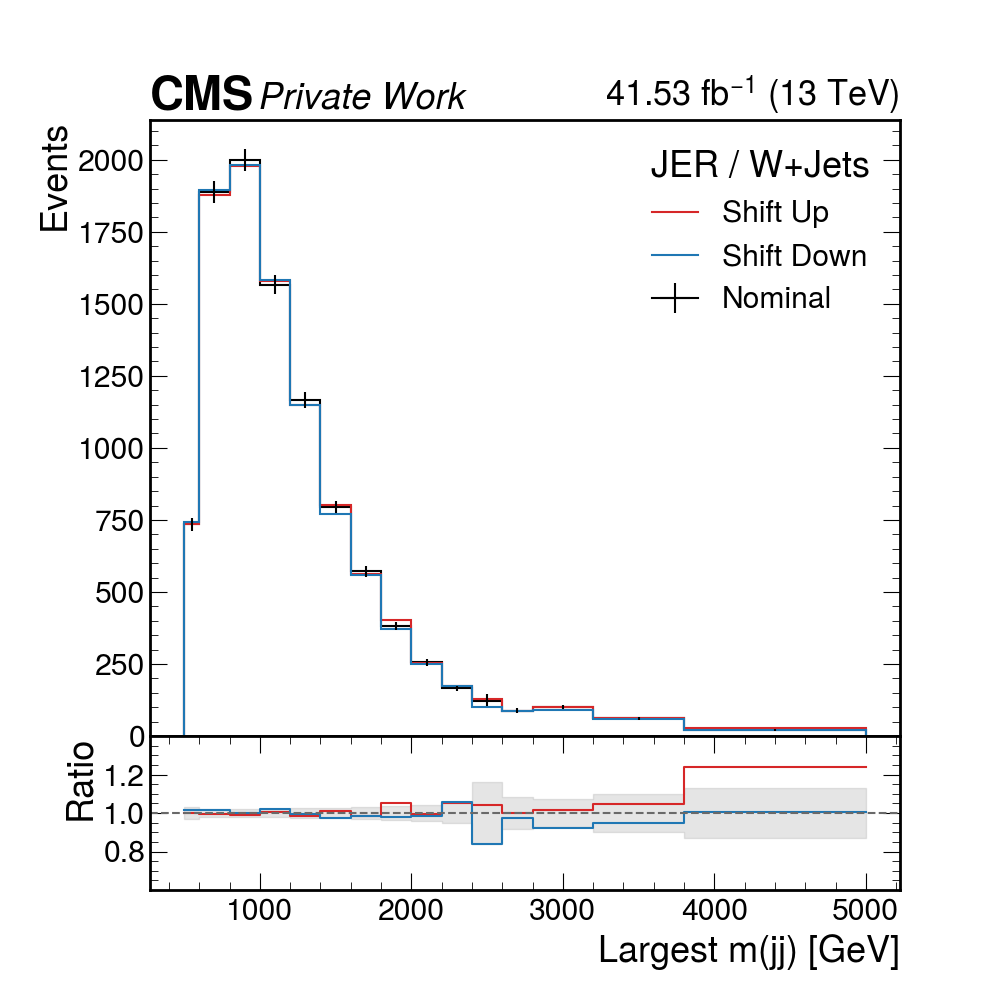 CMS Private Work 41.53 fb⁻¹ (13 TeV)
Events
2000
1750
1500
1250
1000
750
500
250
0
JER / W+Jets
Shift Up
Shift Down
Nominal
Ratio
1.2
1.0
0.8
1000 2000 3000 4000 5000
Largest m(jj) [GeV]